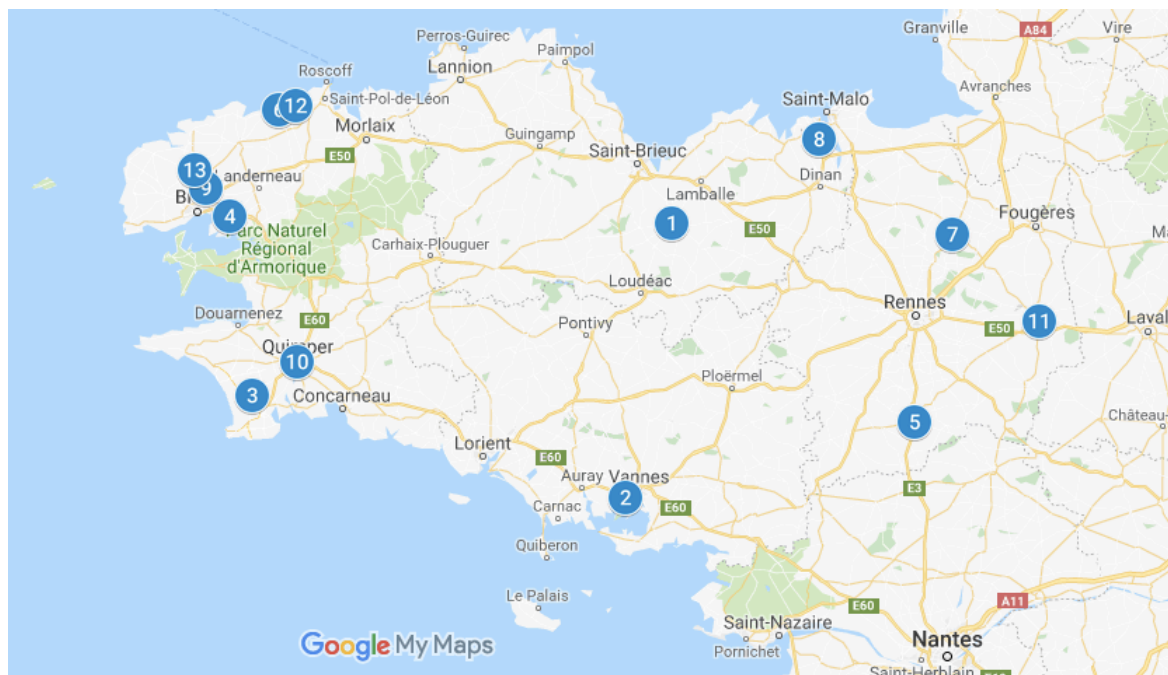 Granville
A84
Vire
Perros-Guirec
Paimpol
Lannion
Roscoff
Saint-Pol-de-Léon
12
Avranches
Saint-Malo
Morlaix
Guingamp
8
E50
Saint-Brieuc
13
Landerneau
9
Dinan
Lamballe
4
1
Fougères
Parc Naturel
Régional
d'Armorique
E50
7
Carhaix-Plouguer
Loudéac
Rennes
Douarnenez
E60
Pontivy
E50
11
Laval
Quimper
10
Ploërmel
3
Concarneau
Château-
5
Lorient
E60
Auray
Vannes
E3
2
Carnac
E60
Quiberon
Le Palais
E60
A11
Saint-Nazaire
Pornichet
Nantes
Saint-Herblain
Google My Maps